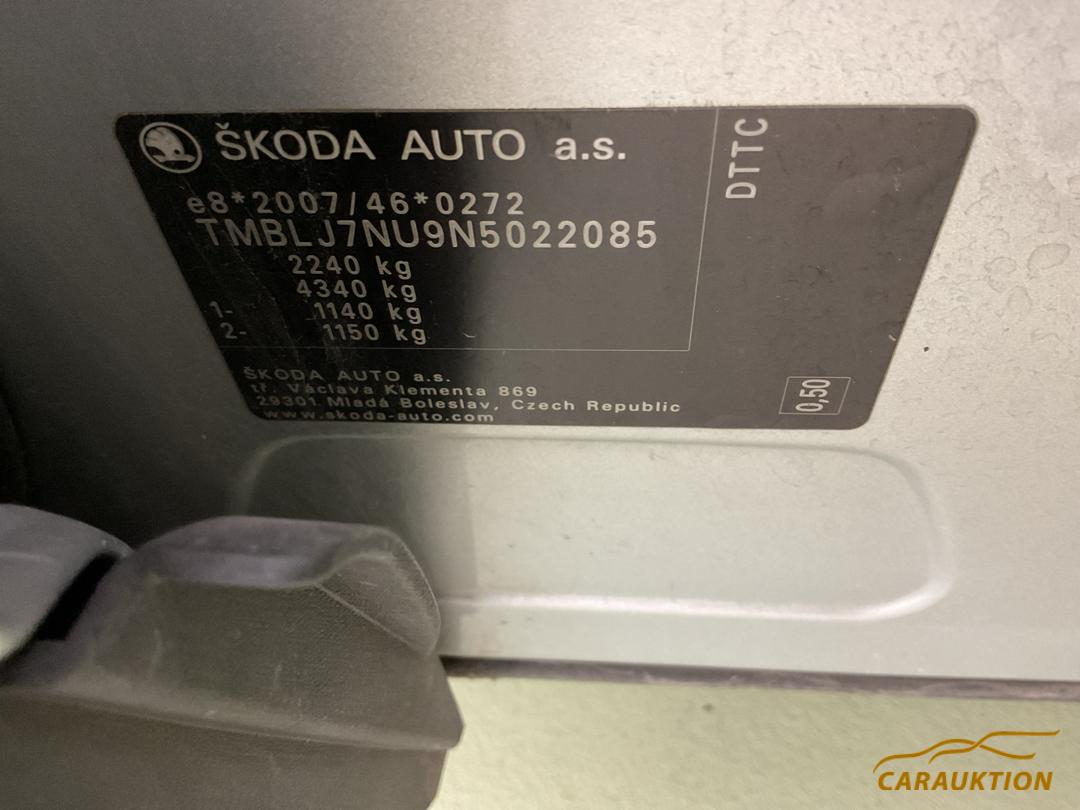 ŠKODA AUTO a.s.
DTTC
e8*2007/46*0272
TMBLJ7NU9N5022085
2240 kg
4340 kg
1- 1140 kg
2- 1150 kg
ŠKODA AUTO a.s.
tř. Václava Klementa 869
29301 Mladá Boleslav, Czech Republic
www.skoda-auto.com
0,50
CARAUKTION